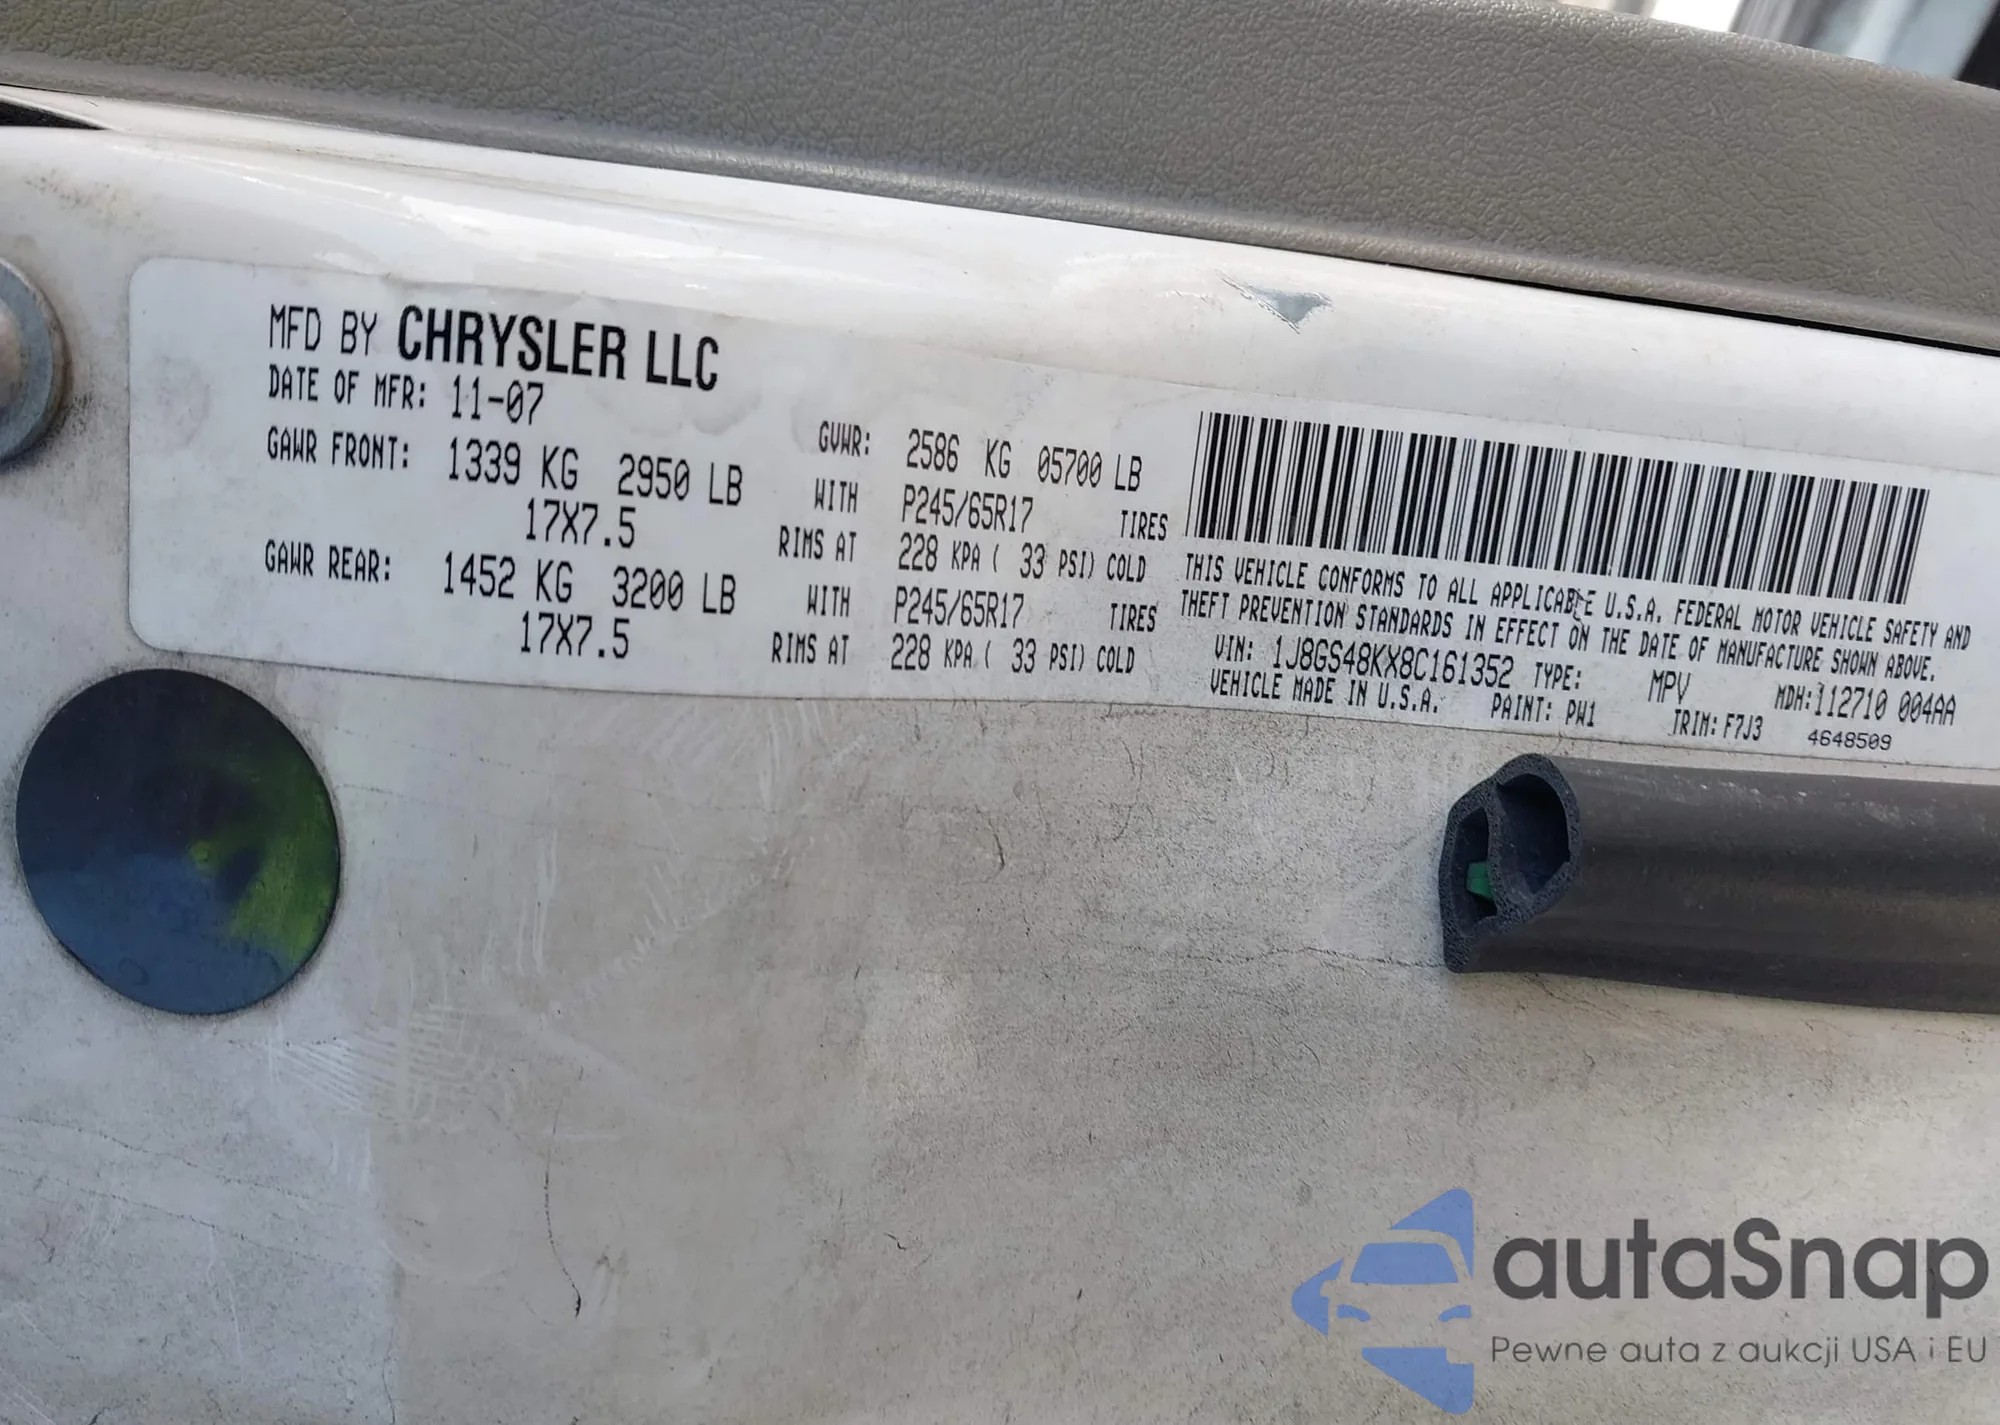 MFD BY CHRYSLER LLC
DATE OF MFR: 11-07
GAWR FRONT: 1339 KG 2950 LB
17X7.5
GAWR REAR: 1452 KG 3200 LB
17X7.5
GVWR: 2586 KG 05700 LB
WITH P245/65R17 TIRES
RIMS AT 228 KPA ( 33 PSI) COLD
WITH P245/65R17 TIRES
RIMS AT 228 KPA ( 33 PSI) COLD
THIS VEHICLE CONFORMS TO ALL APPLICABLE U.S.A. FEDERAL MOTOR VEHICLE SAFETY AND
THEFT PREVENTION STANDARDS IN EFFECT ON THE DATE OF MANUFACTURE SHOWN ABOVE.
VIN: 1J8GS48KX8C161352 TYPE: MPV MDH:112710 004AA
VEHICLE MADE IN U.S.A. PAINT: PW1 TRIM: F7J3 4648509
autaSnap
Pewne auta z aukcji USA i EU